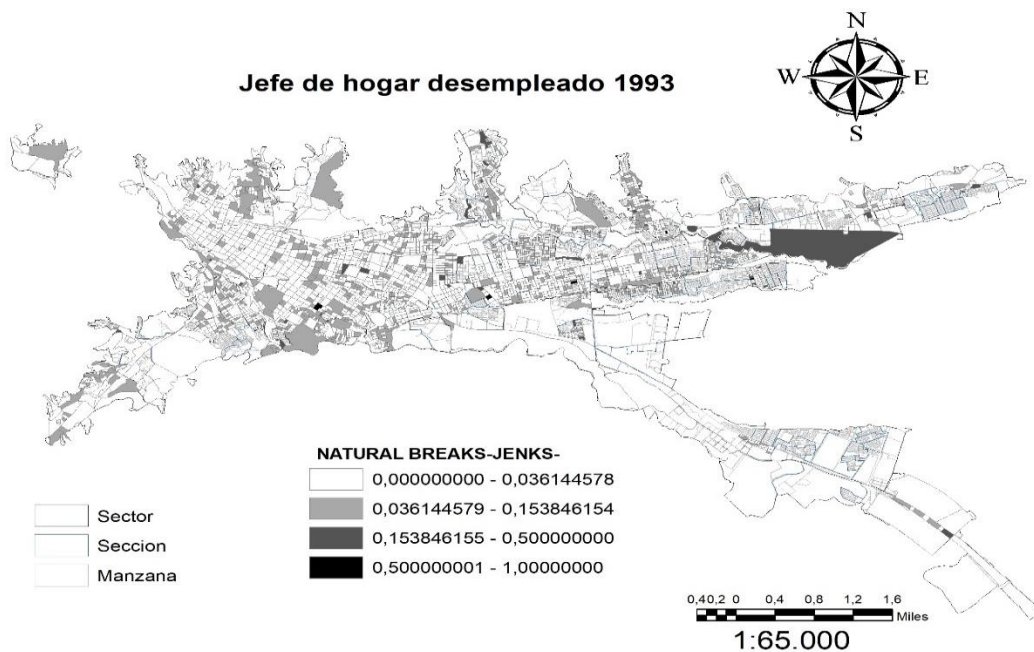 N
Jefe de hogar desempleado 1993
W E
S
NATURAL BREAKS-JENKS-
0,000000000 - 0,036144578
0,036144579 - 0,153846154
0,153846155 - 0,500000000
0,500000001 - 1,00000000
Sector
Seccion
Manzana
0,40,2 0 0,4 0,8 1,2 1,6
Miles
1:65.000